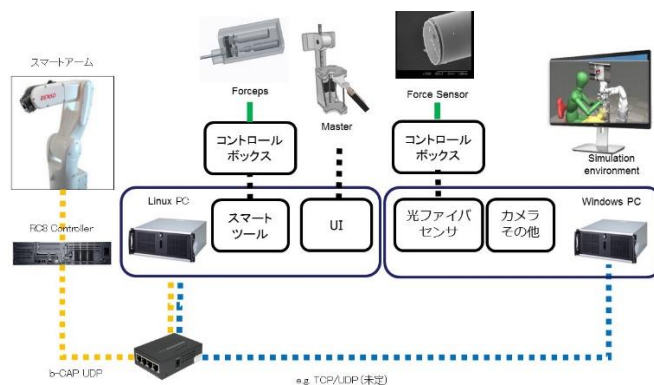 スマートアーム
DENSO
Forceps
Master
Force Sensor
Simulation
environment
コントロール
ボックス
コントロール
ボックス
Linux PC
スマート
ツール
UI
光ファイバ
センサ
カメラ
その他
Windows PC
RC8 Controller
b-CAP UDP
e.g. TCP/UDP (未定)